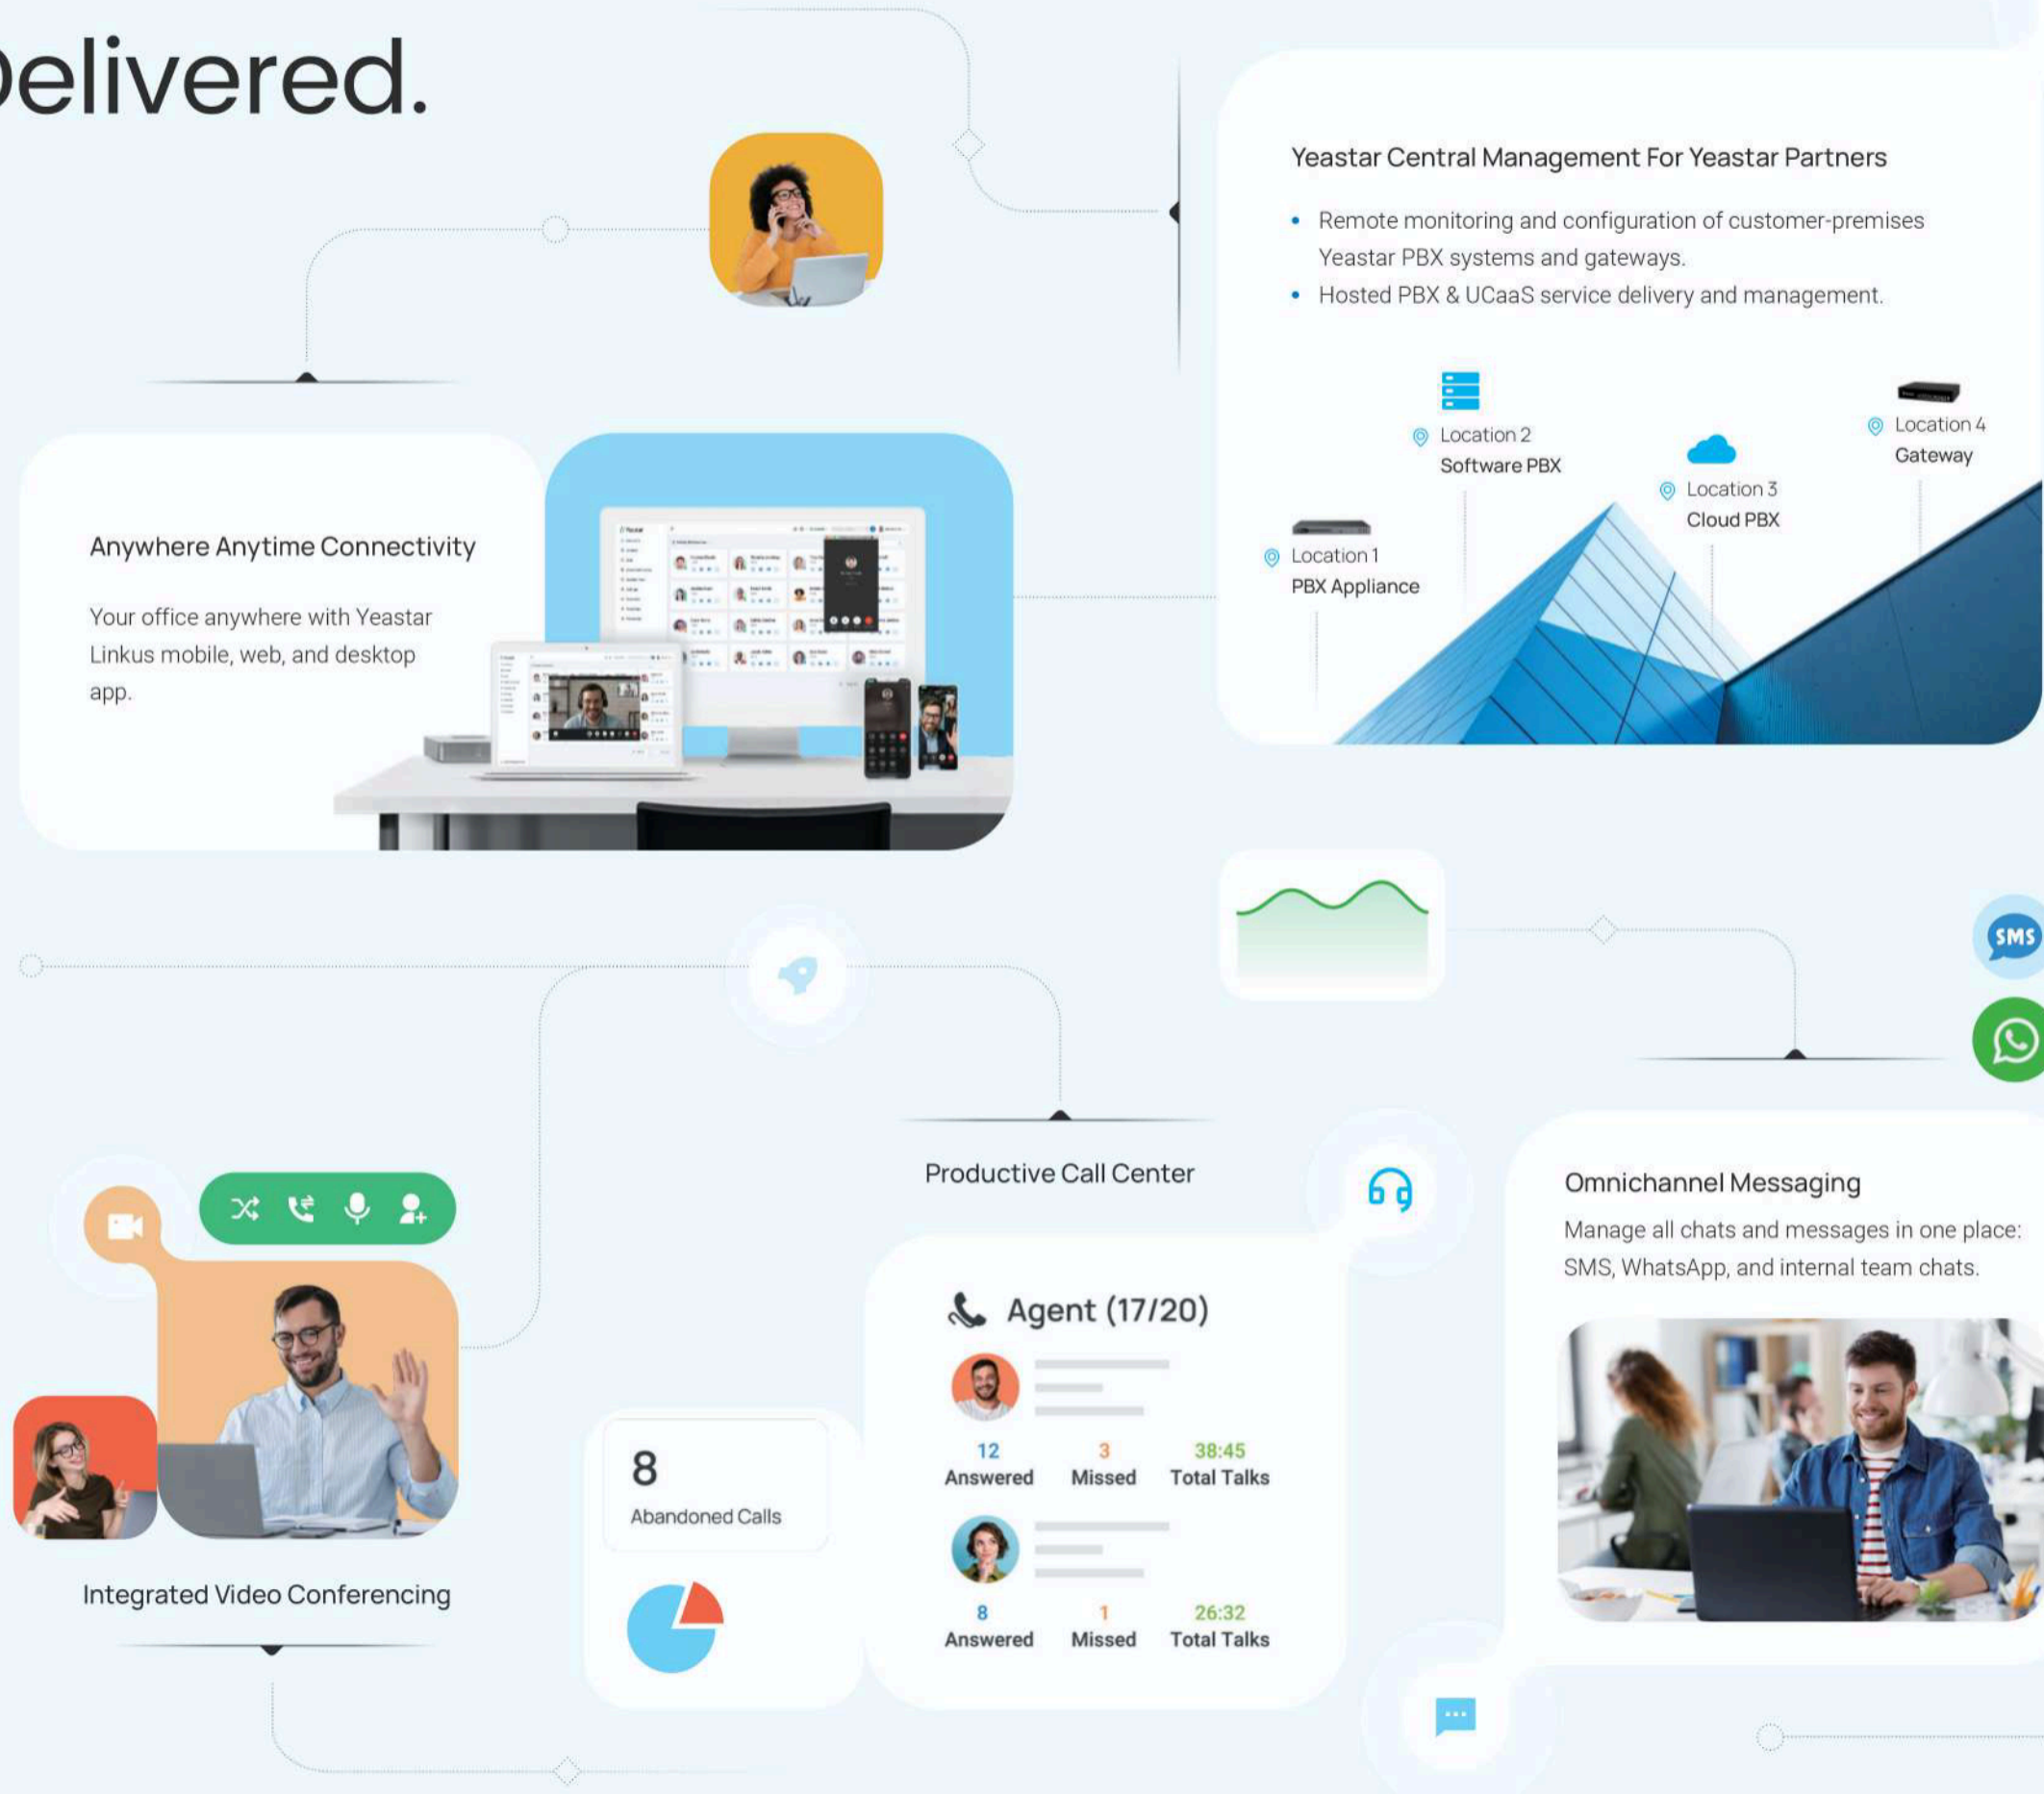 Delivered.
Yeastar Central Management For Yeastar Partners
• Remote monitoring and configuration of customer-premises
Yeastar PBX systems and gateways.
• Hosted PBX & UCaaS service delivery and management.
Location 1
PBX Appliance
Location 2
Software PBX
Location 3
Cloud PBX
Location 4
Gateway
Anywhere Anytime Connectivity
Your office anywhere with Yeastar
Linkus mobile, web, and desktop
app.
SMS
Productive Call Center
Agent (17/20)
12 3 38:45
Answered Missed Total Talks
8 1 26:32
Answered Missed Total Talks
8
Abandoned Calls
Integrated Video Conferencing
Omnichannel Messaging
Manage all chats and messages in one place:
SMS, WhatsApp, and internal team chats.